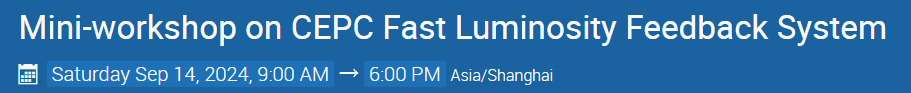 Mini-workshop on CEPC Fast Luminosity Feedback System
Saturday Sep 14, 2024, 9:00 AM → 6:00 PM Asia/Shanghai